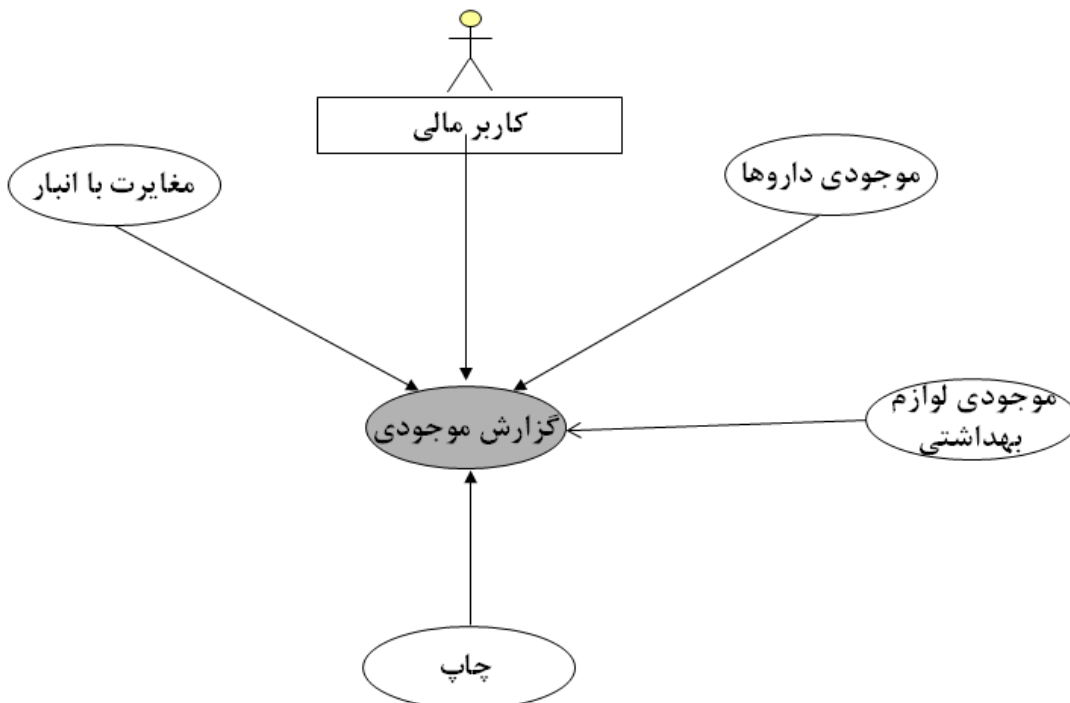 کاربر مالی
موجودی داروها
مغایرت با انبار
موجودی لوازم
بهداشتی
گزارش موجودی
چاپ